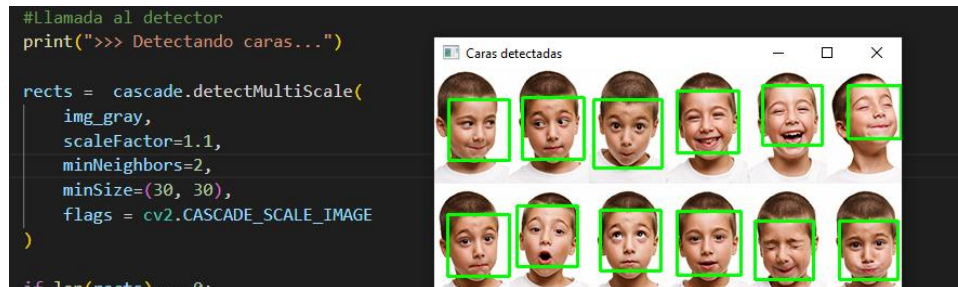 #Llamada al detector
print(">>> Detectando caras...")
Caras detectadas
rects =  cascade.detectMultiScale(
img_gray,
scaleFactor=1.1,
minNeighbors=2,
minSize=(30, 30),
flags = cv2.CASCADE_SCALE_IMAGE
)